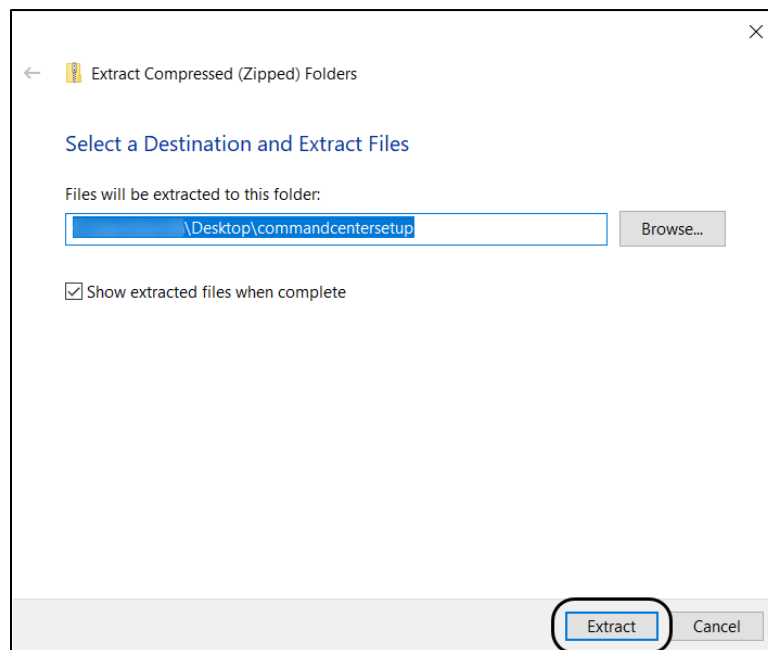 Extract Compressed (Zipped) Folders
Select a Destination and Extract Files
Files will be extracted to this folder:
\Desktop\commandcentersetup
Browse...
Show extracted files when complete
Extract
Cancel